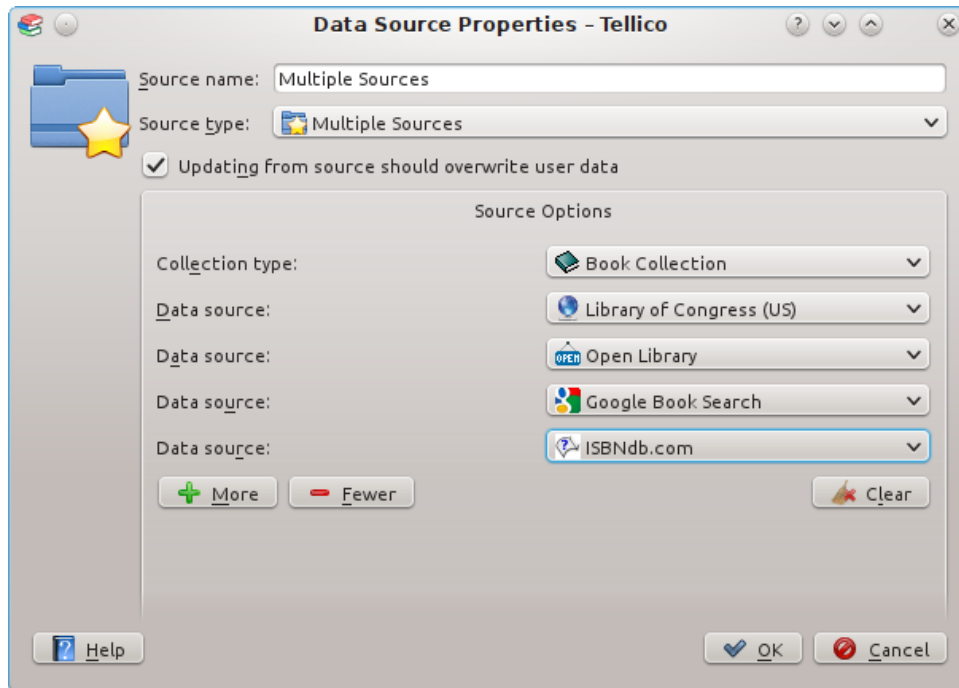 Data Source Properties – Tellico
Source name: Multiple Sources
Source type: Multiple Sources
Updating from source should overwrite user data
Source Options
Collection type: Book Collection
Data source: Library of Congress (US)
Data source: OPEN Open Library
Data source: Google Book Search
Data source: ISBNdb.com
More Fewer Clear
Help OK Cancel